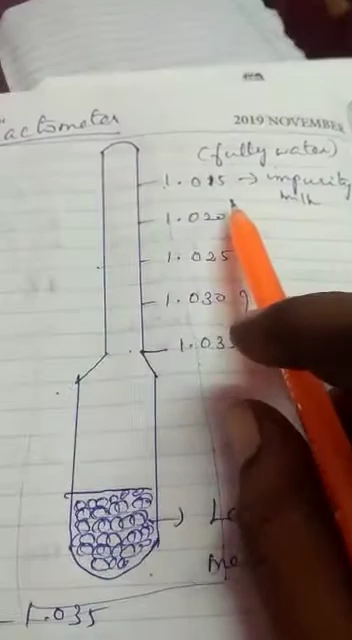 actometer
2019 NOVEMBER
(fully water)
1.015 → impurity
milk
1.020
1.025
1.030
1.035
1.035